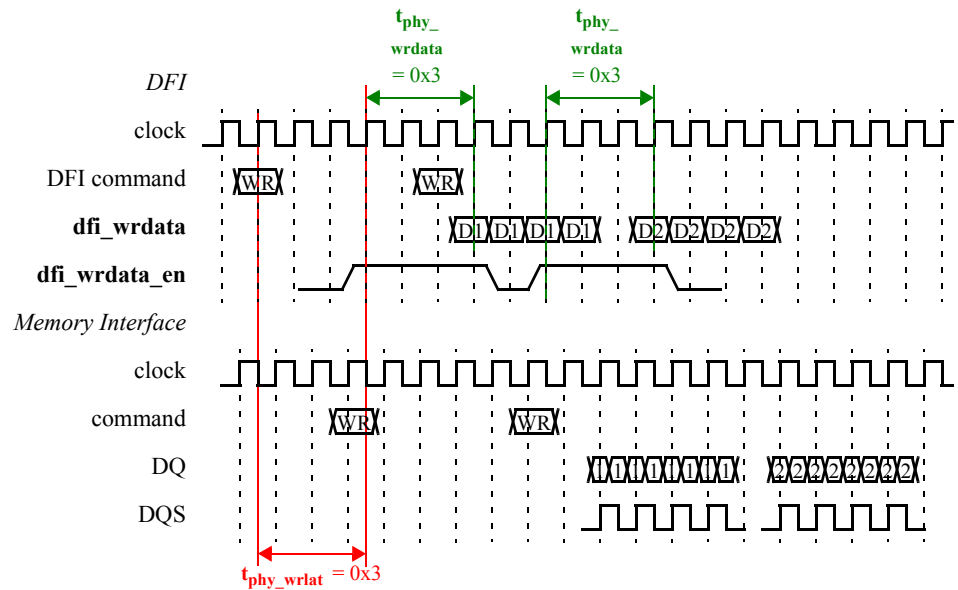 tphy_ tphy_
wrdata wrdata
= 0x3 = 0x3
DFI
clock
DFI command WR WR
dfi_wrdata D1 D1 D1 D1 D2 D2 D2 D2
dfi_wrdata_en
Memory Interface
clock
command WR WR
DQ 1 1 1 1 1 1 1 1 2 2 2 2 2 2 2 2
DQS
tphy_wrlat = 0x3